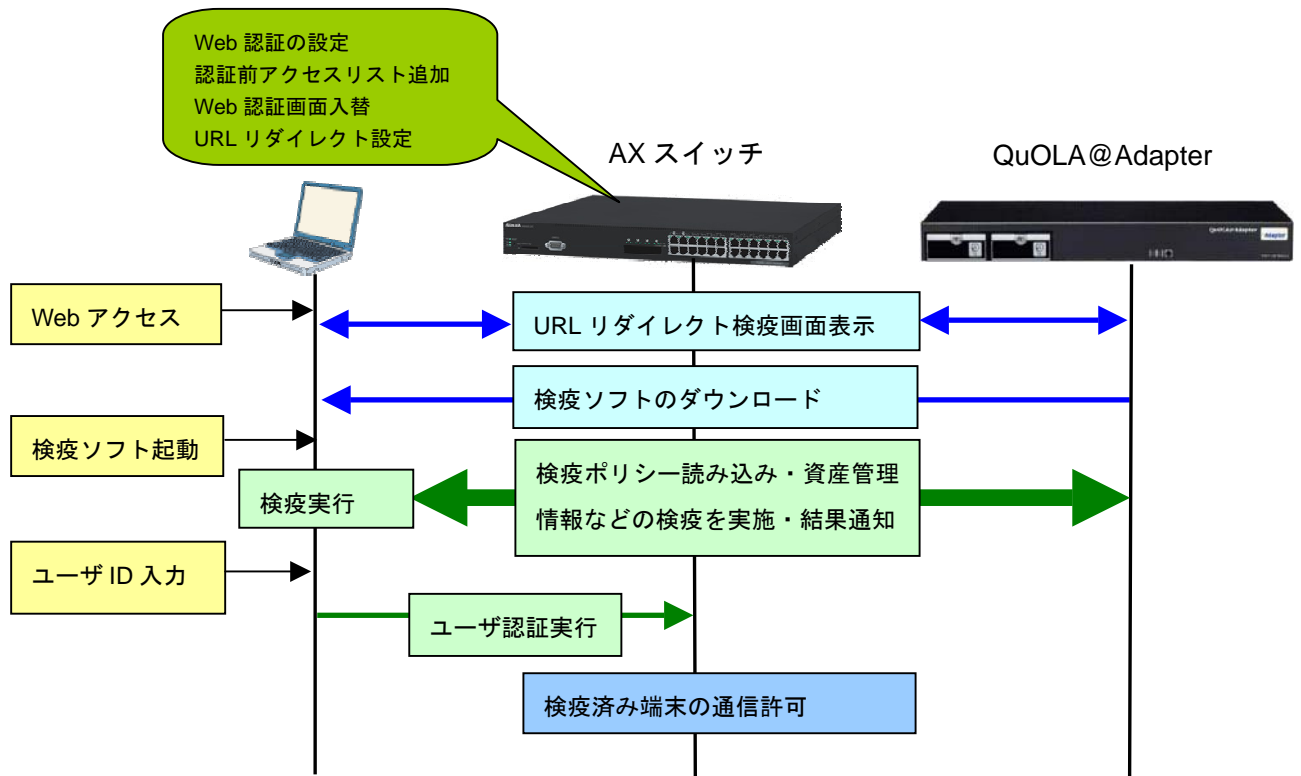 Web 認証の設定
認証前アクセスリスト追加
Web 認証画面入替
URL リダイレクト設定
AX スイッチ
QuOLA@Adapter
QuOLA@Adapter
Adapter
Web アクセス
URL リダイレクト検疫画面表示
検疫ソフトのダウンロード
検疫ソフト起動
検疫ポリシー読み込み・資産管理
情報などの検疫を実施・結果通知
検疫実行
ユーザ ID 入力
ユーザ認証実行
検疫済み端末の通信許可